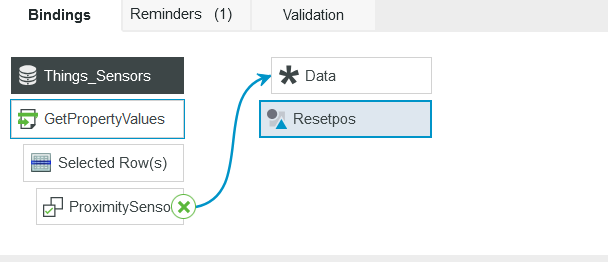 Bindings
Reminders (1)
Validation
Things_Sensors
Data
GetPropertyValues
Resetpos
Selected Row(s)
ProximitySenso